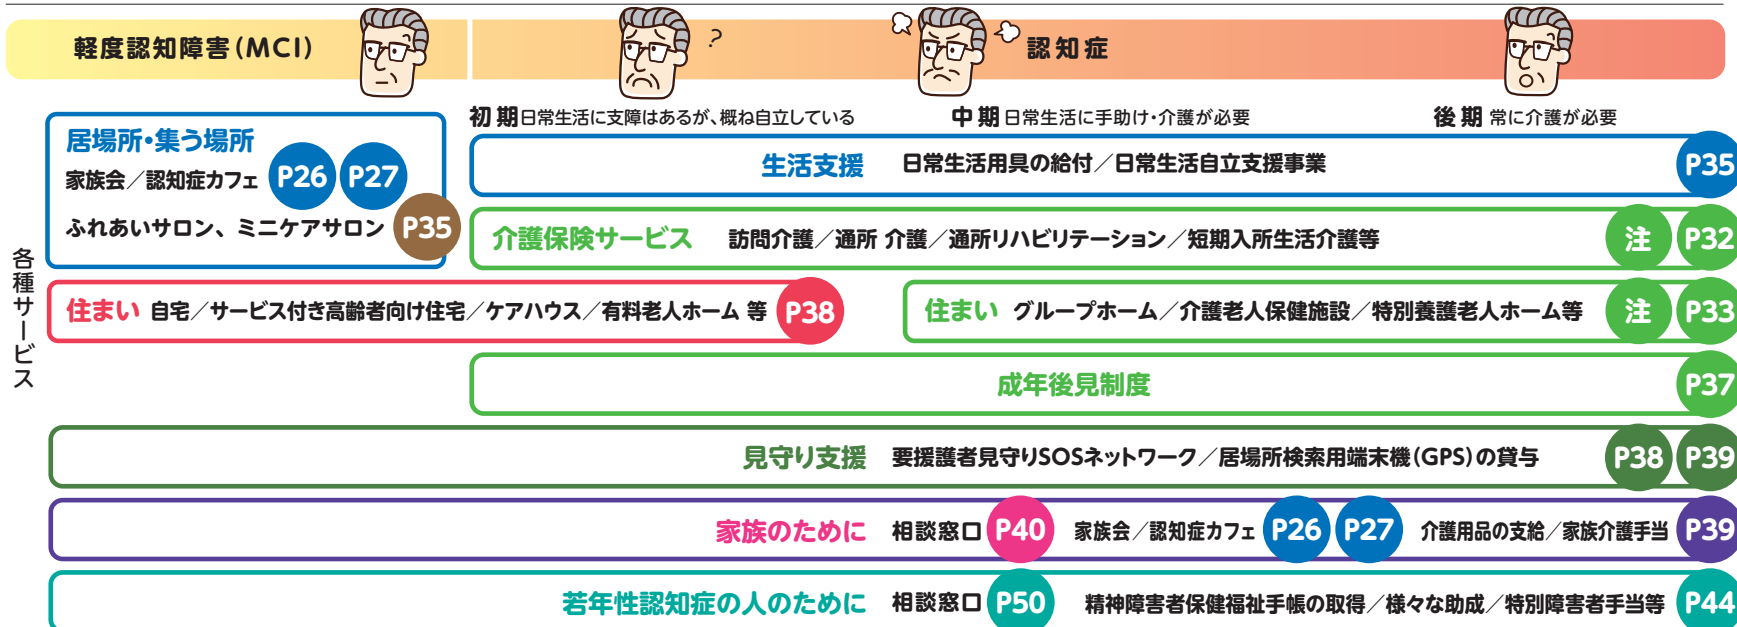 軽度認知障害(MCI)
?
認知症
初期 日常生活に支障はあるが、概ね自立している
中期 日常生活に手助け・介護が必要
後期 常に介護が必要
各種サービス
居場所・集う場所
家族会／認知症カフェ P26 P27
ふれあいサロン、ミニケアサロン P35
生活支援 日常生活用具の給付／日常生活自立支援事業 P35
介護保険サービス 訪問介護／通所 介護／通所リハビリテーション／短期入所生活介護等 注 P32
住まい 自宅／サービス付き高齢者向け住宅／ケアハウス／有料老人ホーム 等 P38
住まい グループホーム／介護老人保健施設／特別養護老人ホーム等 注 P33
成年後見制度 P37
見守り支援 要援護者見守りSOSネットワーク／居場所検索用端末機(GPS)の貸与 P38 P39
家族のために 相談窓口 P40 家族会／認知症カフェ P26 P27 介護用品の支給／家族介護手当 P39
若年性認知症の人のために 相談窓口 P50 精神障害者保健福祉手帳の取得／様々な助成／特別障害者手当等 P44